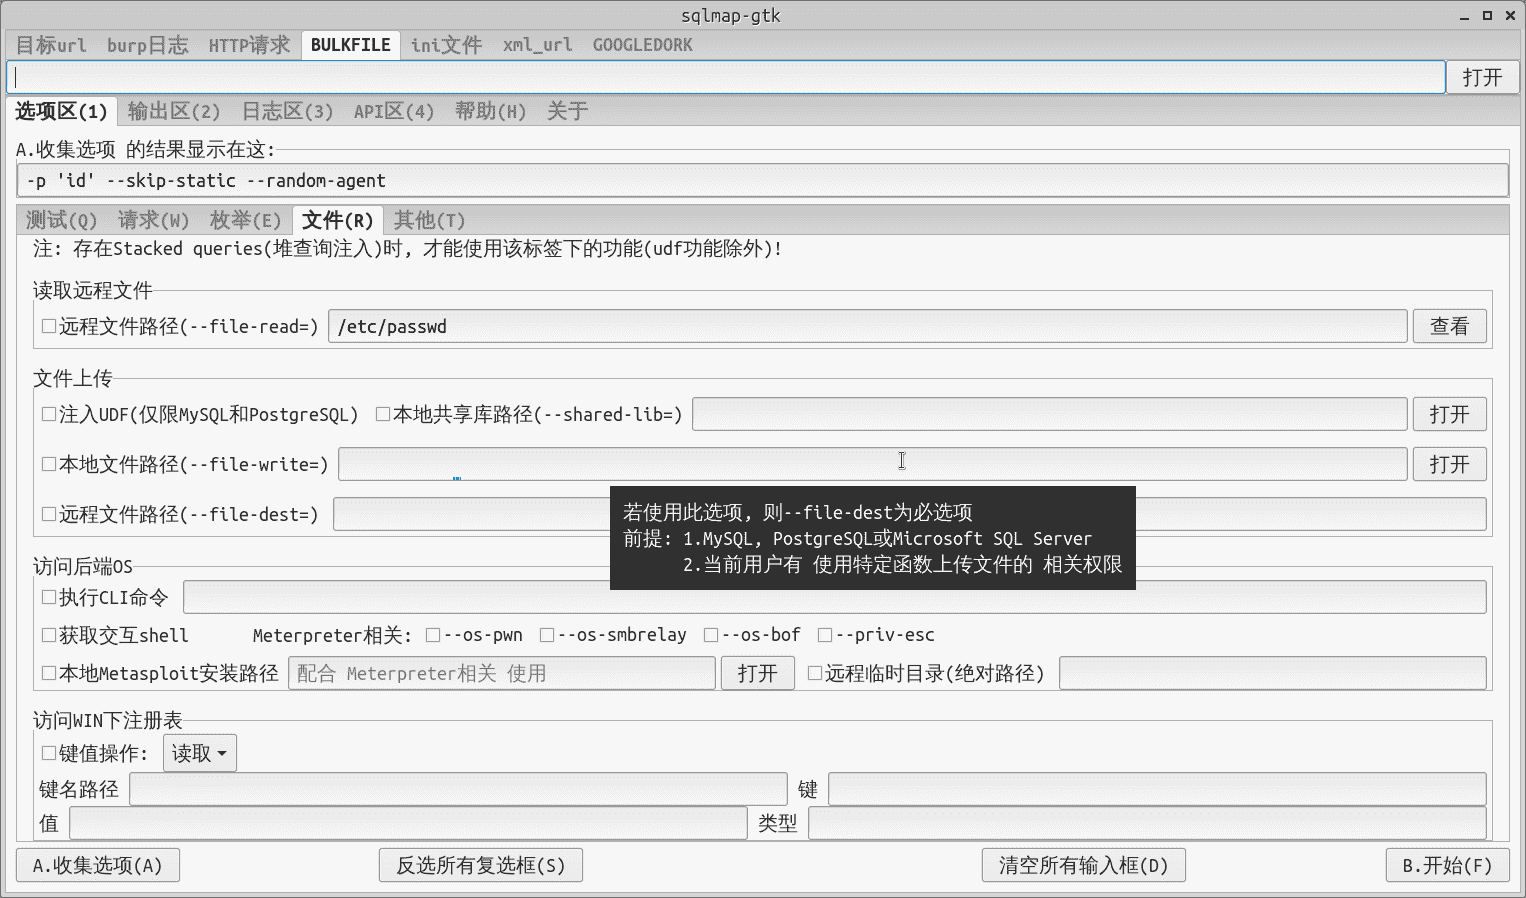 sqlmap-gtk
目标url burp日志 HTTP请求 BULKFILE ini文件 xml_url GOOGLEDORK
打开
选项区(1) 输出区(2) 日志区(3) API区(4) 帮助(H) 关于
A.收集选项 的结果显示在这:
-p 'id' --skip-static --random-agent
测试(Q) 请求(W) 枚举(E) 文件(R) 其他(T)
注: 存在Stacked queries(堆查询注入)时, 才能使用该标签下的功能(udf功能除外)!
读取远程文件
远程文件路径(--file-read=) /etc/passwd 查看
文件上传
注入UDF(仅限MySQL和PostgreSQL) 本地共享库路径(--shared-lib=) 打开
本地文件路径(--file-write=) 打开
远程文件路径(--file-dest=)
若使用此选项, 则--file-dest为必选项
前提: 1.MySQL, PostgreSQL或Microsoft SQL Server
2.当前用户有 使用特定函数上传文件的 相关权限
访问后端OS
执行CLI命令
获取交互shell Meterpreter相关: --os-pwn --os-smbrelay --os-bof --priv-esc
本地Metasploit安装路径 配合 Meterpreter相关 使用 打开 远程临时目录(绝对路径)
访问WIN下注册表
键值操作: 读取
键名路径 键
值 类型
A.收集选项(A) 反选所有复选框(S) 清空所有输入框(D) B.开始(F)